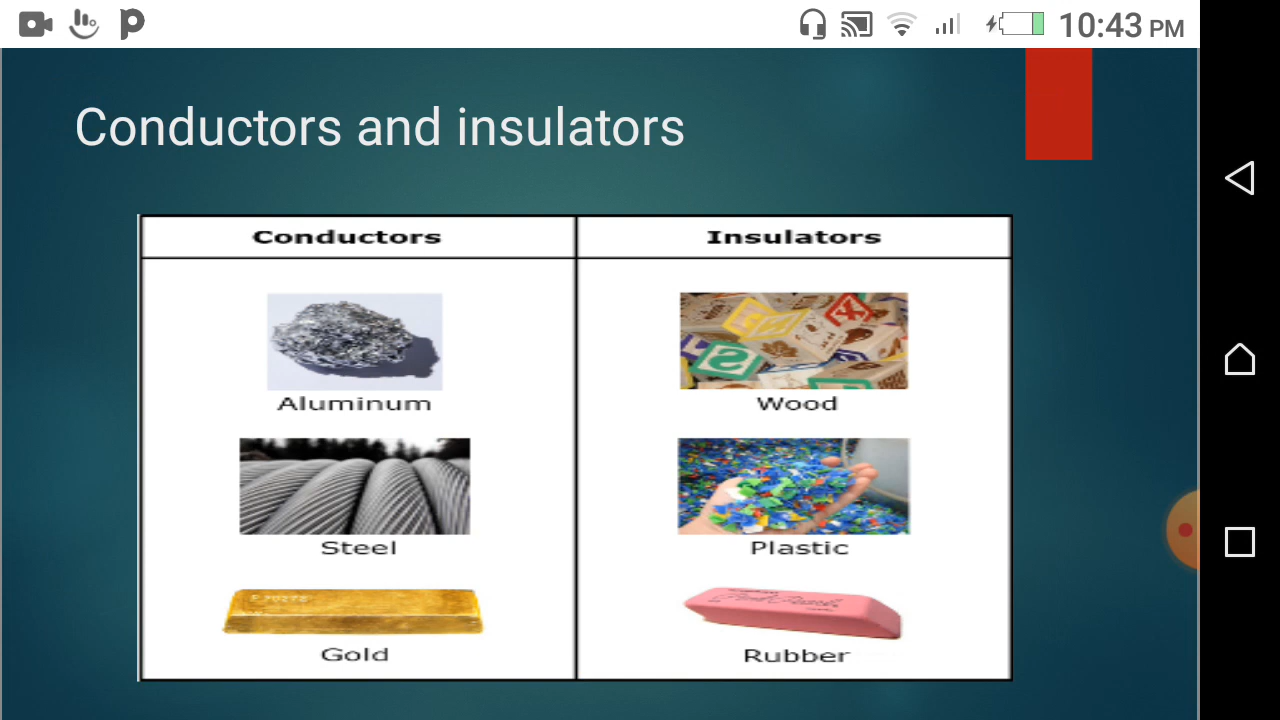 10:43 PM
Conductors and insulators
Conductors
Insulators
Aluminum
Wood
Steel
Plastic
Gold
Rubber